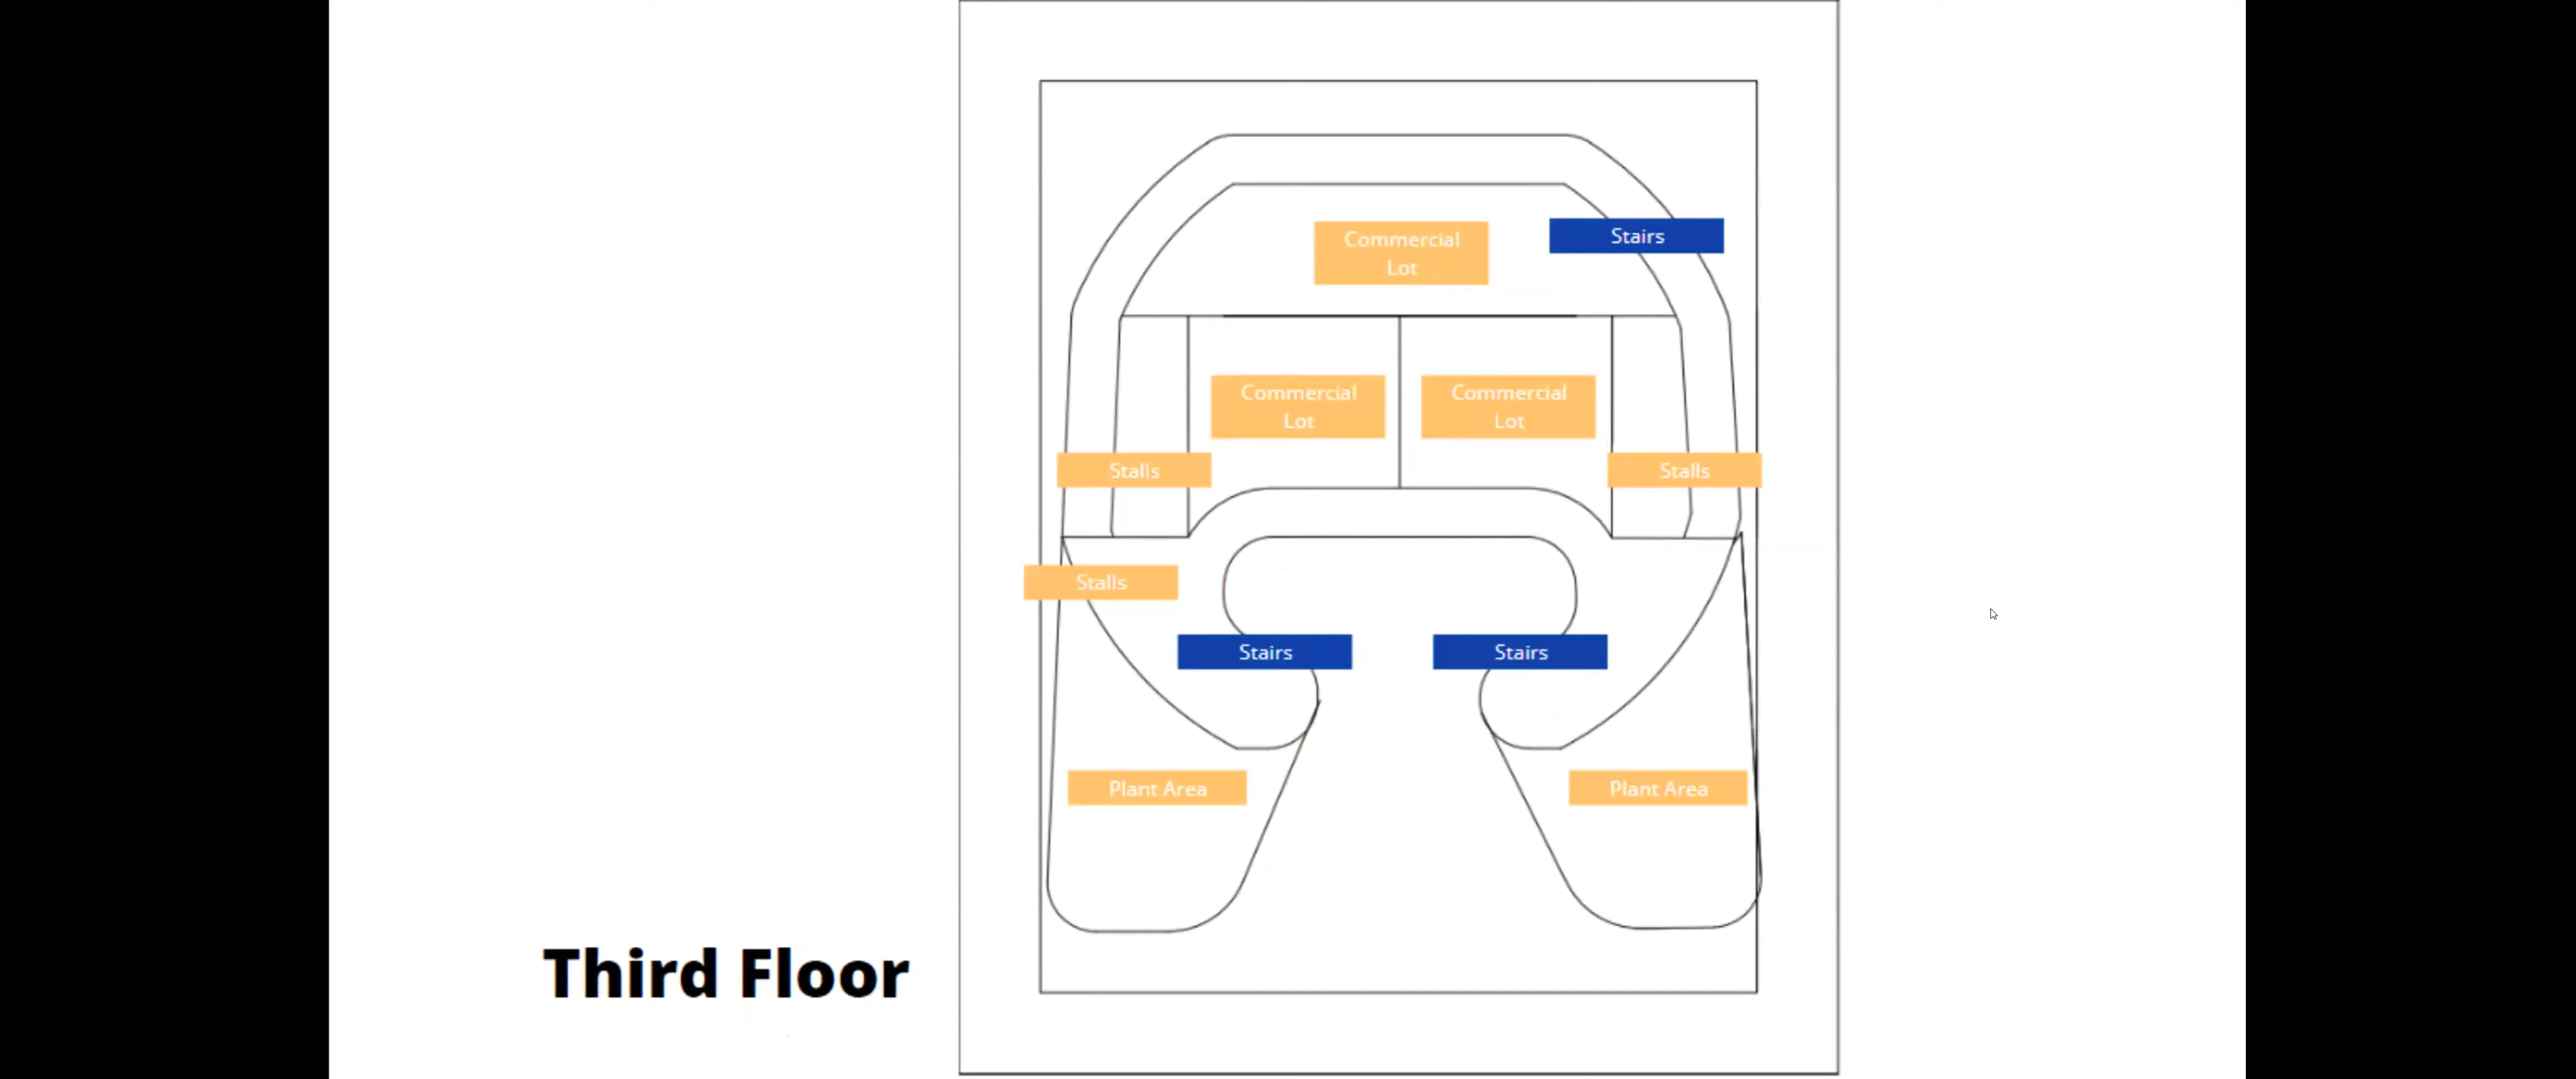 Stairs
Commercial
Lot
Commercial
Lot
Commercial
Lot
Stalls
Stalls
Stalls
Stairs
Stairs
Plant Area
Plant Area
Third Floor